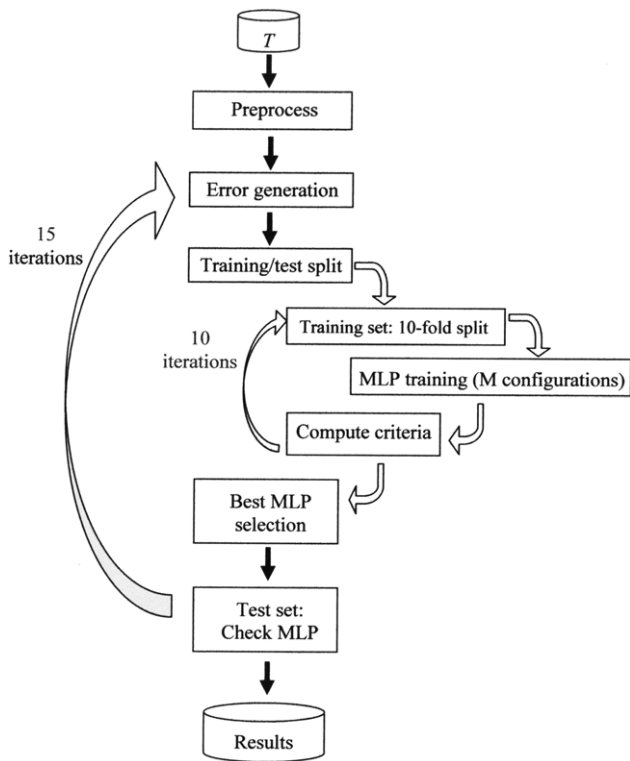 T
Preprocess
Error generation
15
iterations
Training/test split
Training set: 10-fold split
10
iterations
MLP training (M configurations)
Compute criteria
Best MLP
selection
Test set:
Check MLP
Results